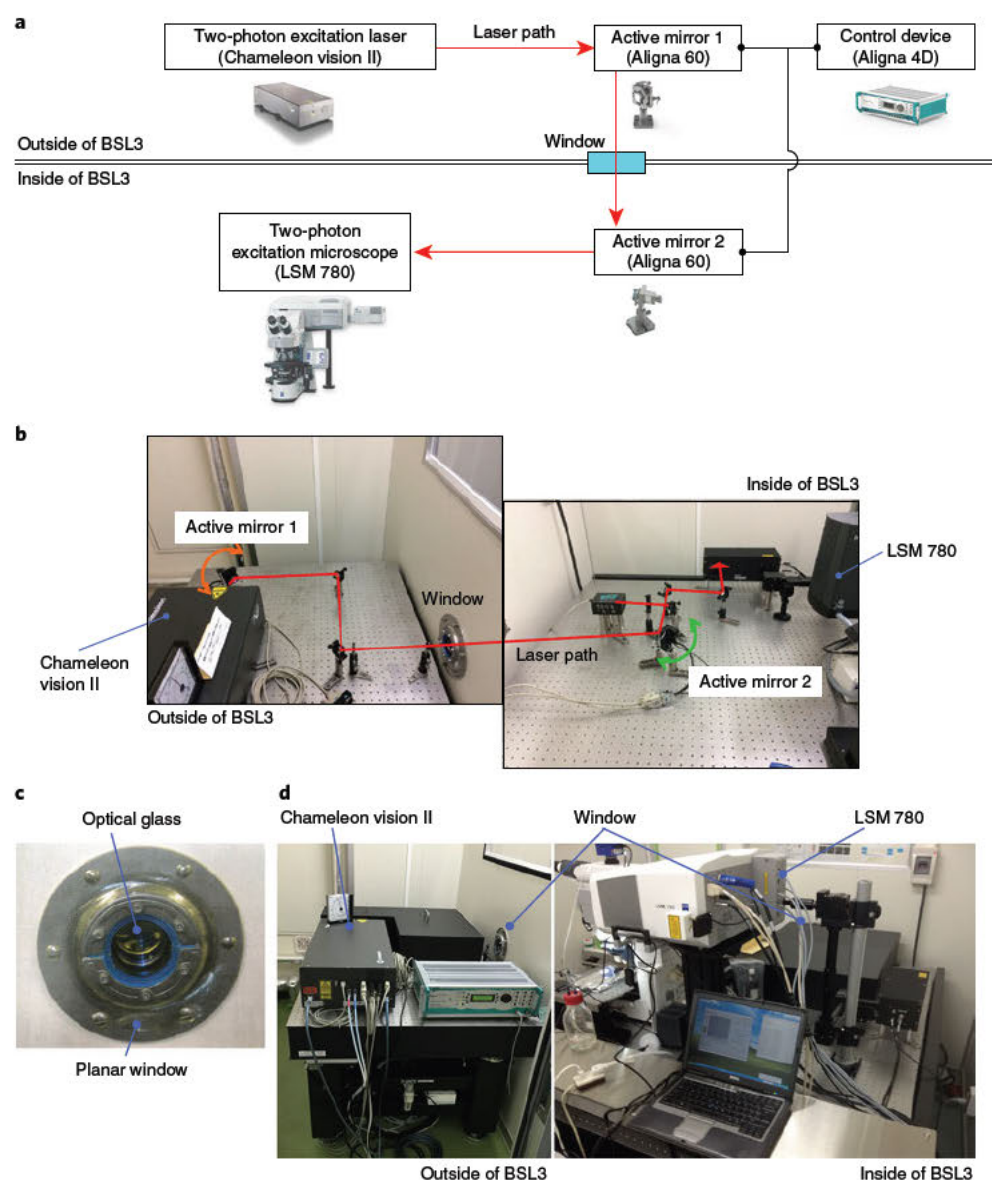 a
Two-photon excitation laser
(Chameleon vision II)
Laser path
Active mirror 1
(Aligna 60)
Control device
(Aligna 4D)
Outside of BSL3
Window
Inside of BSL3
Two-photon
excitation microscope
(LSM 780)
Active mirror 2
(Aligna 60)
b
Inside of BSL3
Active mirror 1
LSM 780
Window
Chameleon
vision II
Laser path
Active mirror 2
Outside of BSL3
c
d
Optical glass
Chameleon vision II
Window
LSM 780
Planar window
Outside of BSL3
Inside of BSL3